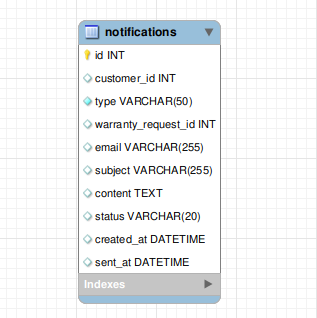 notifications
id INT
customer_id INT
type VARCHAR(50)
warranty_request_id INT
email VARCHAR(255)
subject VARCHAR(255)
content TEXT
status VARCHAR(20)
created_at DATETIME
sent_at DATETIME
Indexes